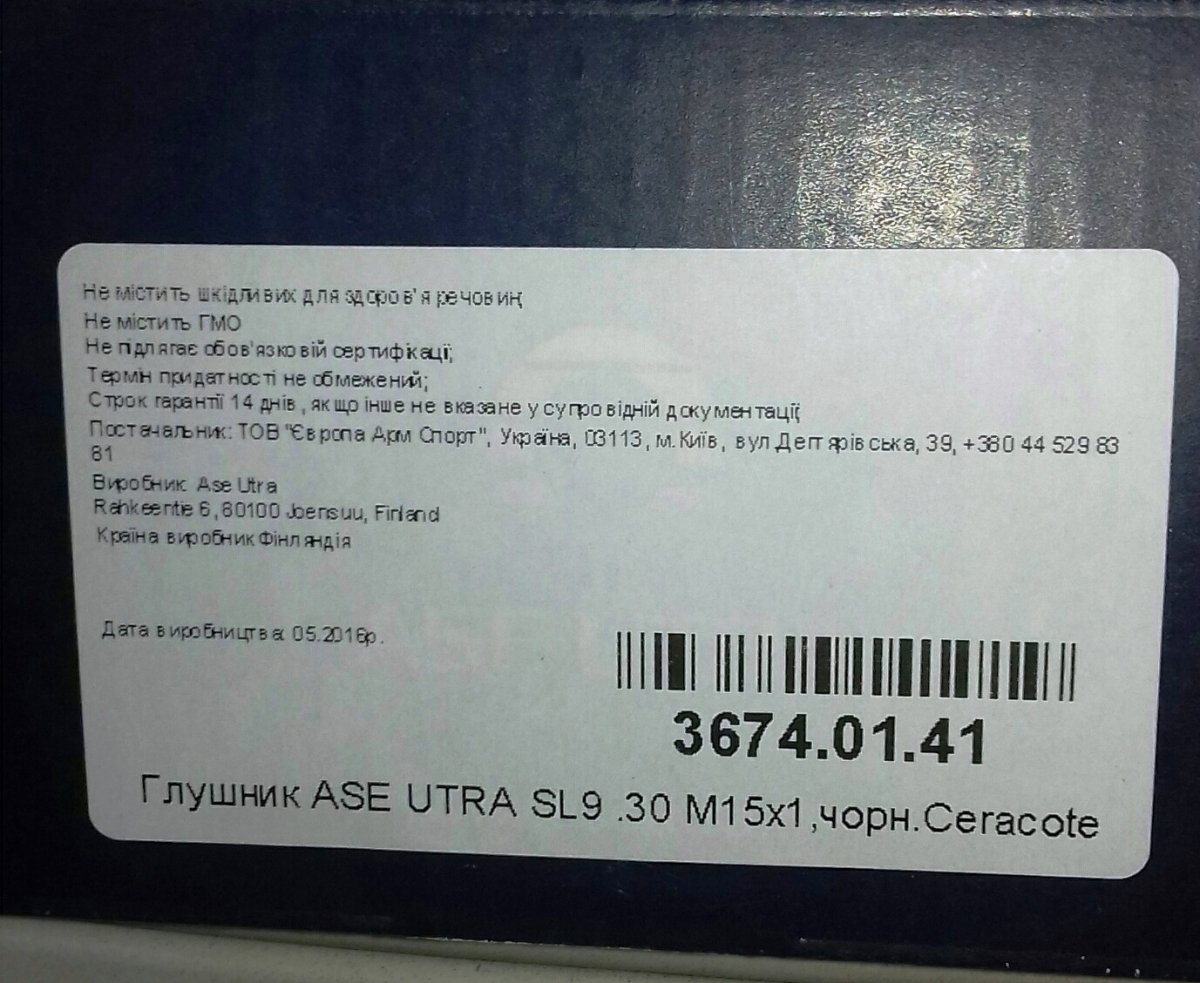 Не містить шкідливих для здоров'я речовин;
Не містить ГМО
Не підлягає обов'язковій сертифікації;
Термін придатності не обмежений;
Строк гарантії 14 днів, якщо інше не вказане у супровідній документації;
Постачальник: ТОВ "Європа Арм Спорт", Україна, 03113, м.Київ, вул Дегтярівська, 39, +380 44 529 83
81
Виробник: Ase Utra
Rahkeentie 6, 80100 Joensuu, Finland
Країна виробник Фінляндія
Дата виробництва: 05.2016р.
3674.01.41
Глушник ASE UTRA SL9 .30 M15x1,чорн.Ceracote